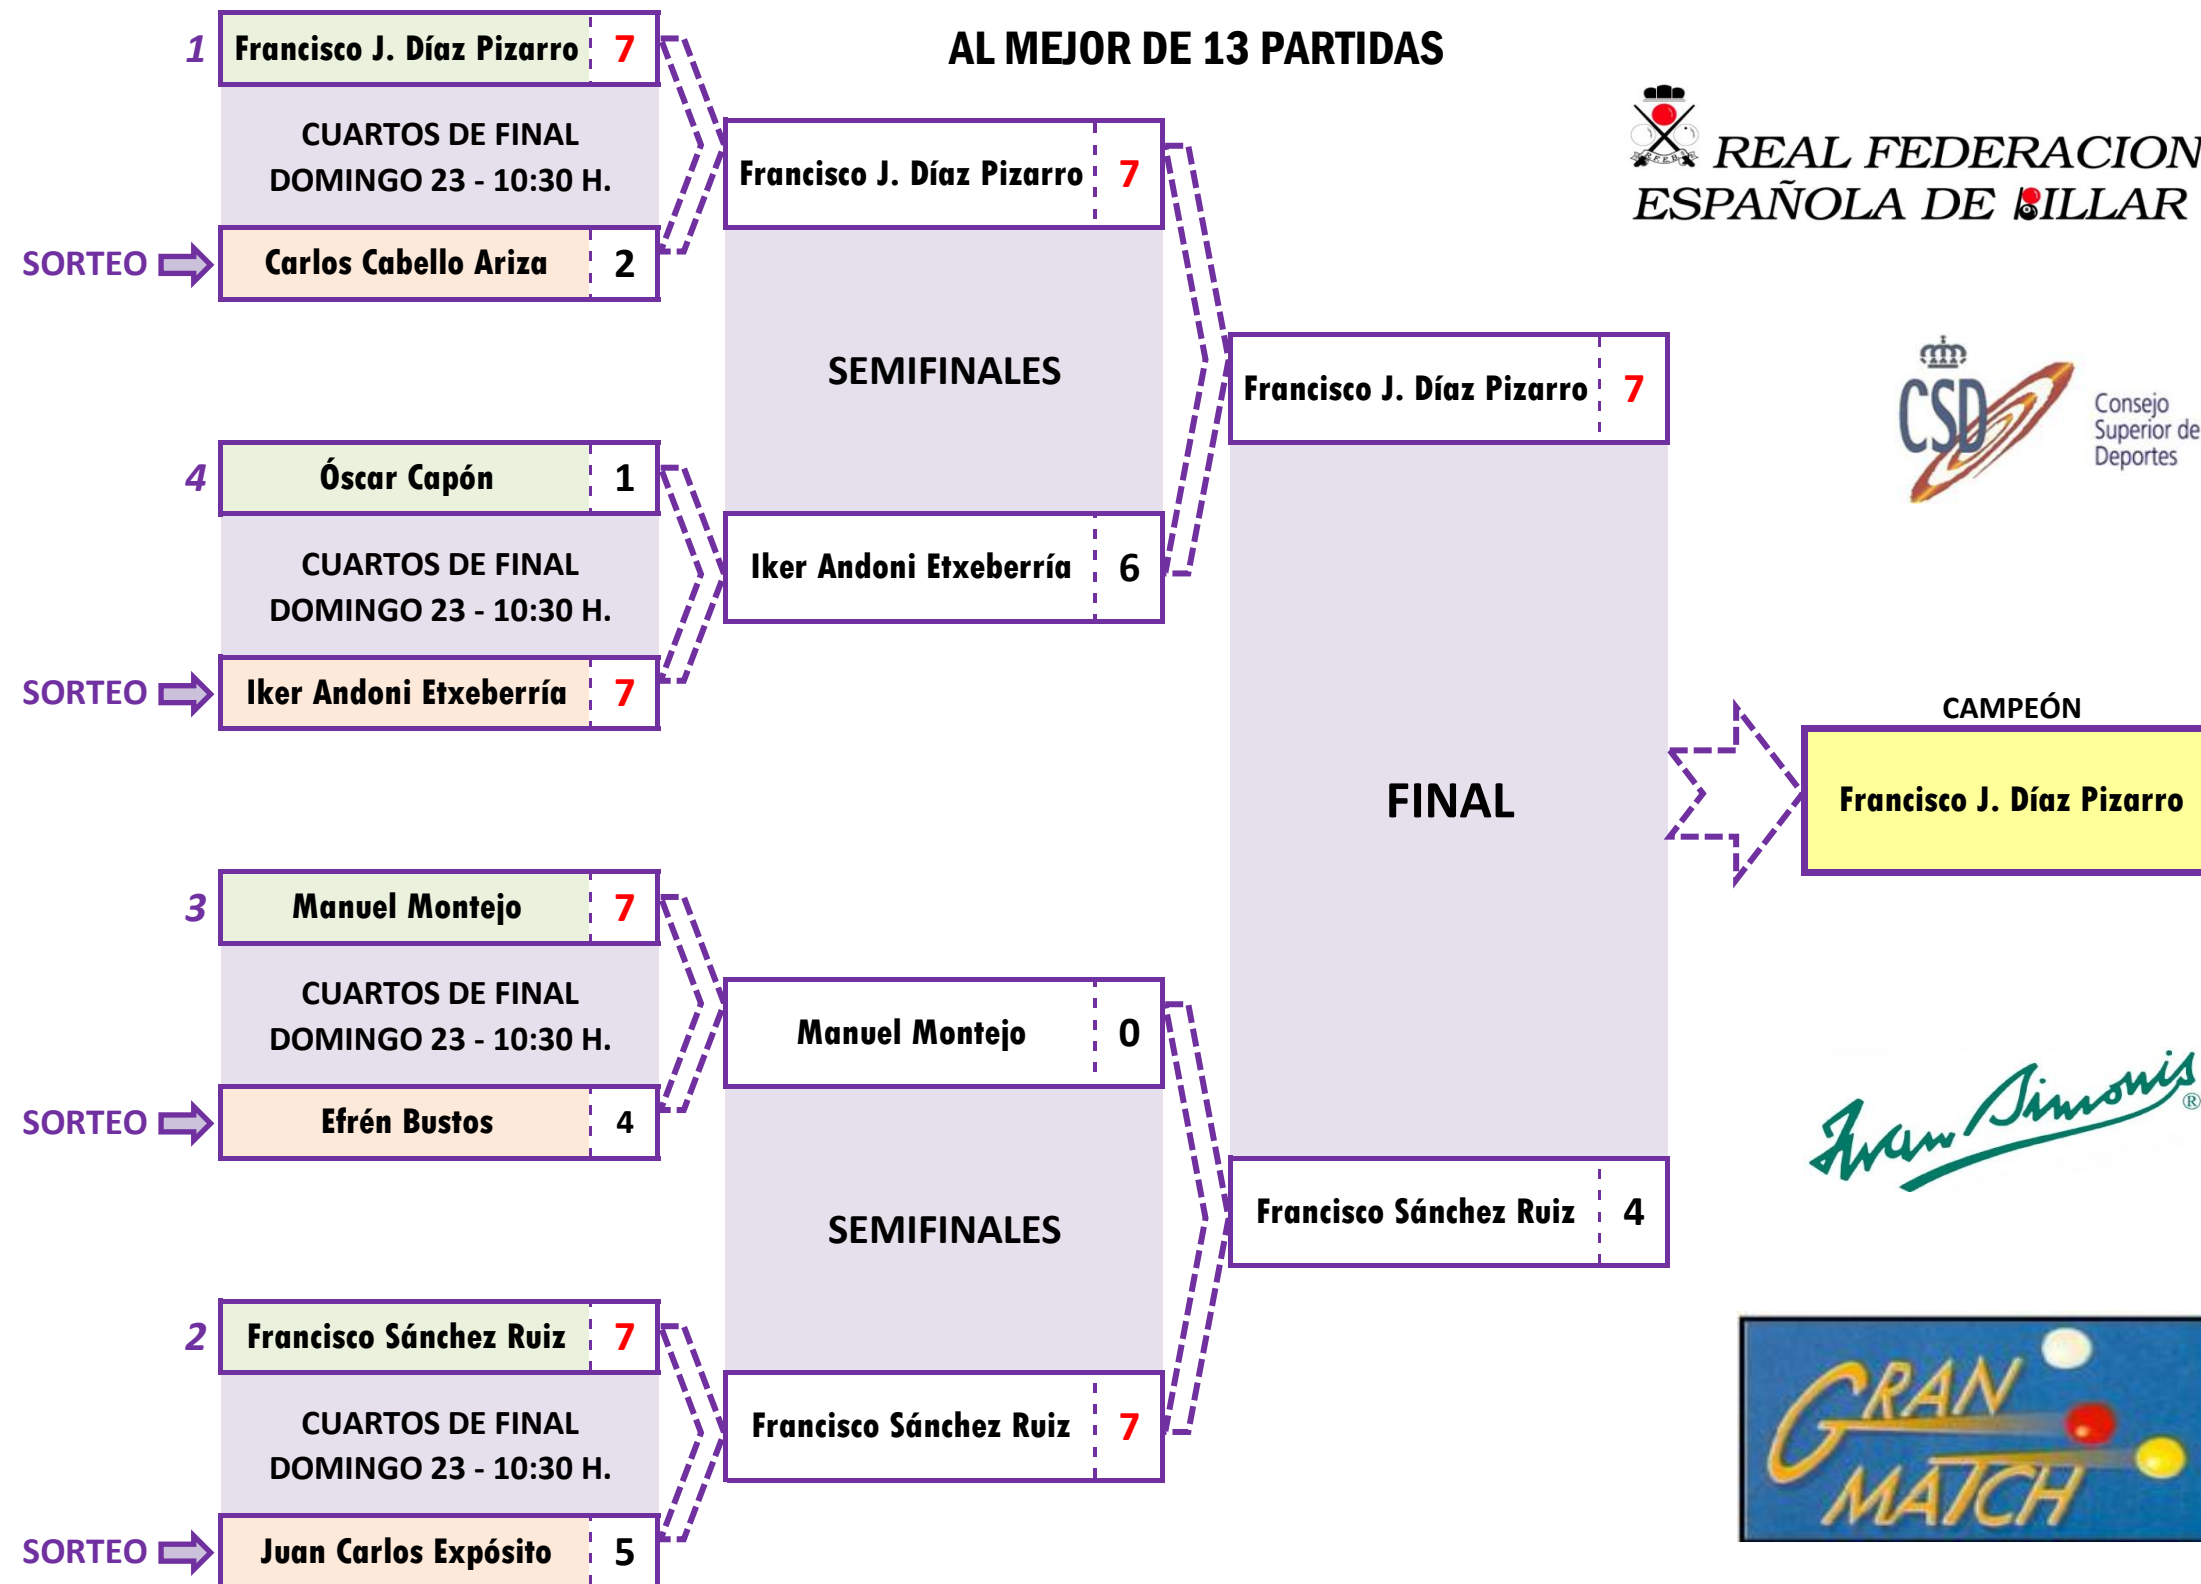 AL MEJOR DE 13 PARTIDAS
1 Francisco J. Díaz Pizarro 7
CUARTOS DE FINAL
DOMINGO 23 - 10:30 H.
SORTEO Carlos Cabello Ariza 2
4 Óscar Capón 1
CUARTOS DE FINAL
DOMINGO 23 - 10:30 H.
SORTEO Iker Andoni Etxeberría 7
3 Manuel Montejo 7
CUARTOS DE FINAL
DOMINGO 23 - 10:30 H.
SORTEO Efrén Bustos 4
2 Francisco Sánchez Ruiz 7
CUARTOS DE FINAL
DOMINGO 23 - 10:30 H.
SORTEO Juan Carlos Expósito 5
Francisco J. Díaz Pizarro 7
SEMIFINALES
Iker Andoni Etxeberría 6
Manuel Montejo 0
SEMIFINALES
Francisco Sánchez Ruiz 7
Francisco J. Díaz Pizarro 7
FINAL
Francisco Sánchez Ruiz 4
CAMPEÓN
Francisco J. Díaz Pizarro
R.F.E.B.
REAL FEDERACION
ESPAÑOLA DE BILLAR
CSD
Consejo
Superior de
Deportes
Iwan Simonis ®
GRAN
MATCH